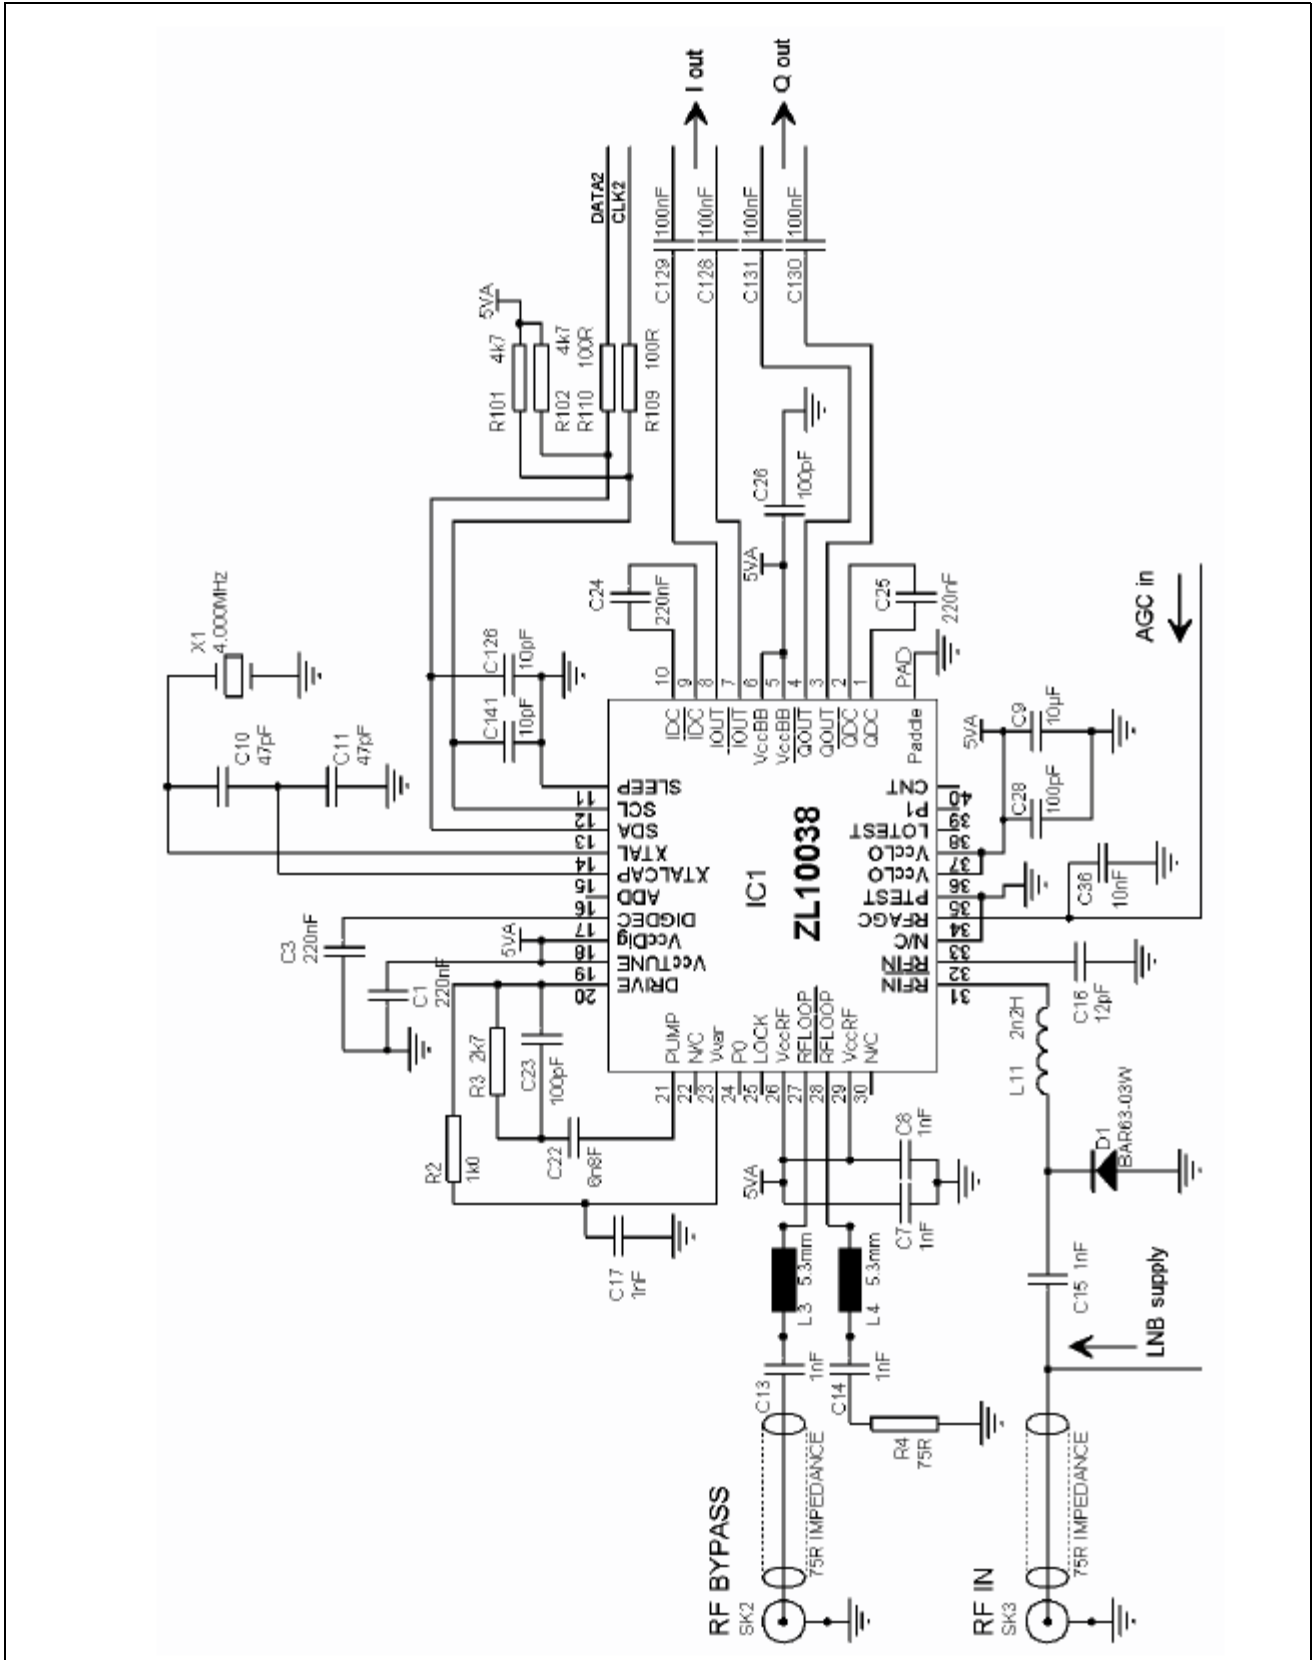 I out
Q out
DATA2
CLK2
C129
100nF
C128
100nF
C131
100nF
C130
100nF
5VA
R101
4k7
R102
4k7
R110
100R
R109
100R
C26
100pF
5VA
X1
4.000MHz
C10
47pF
C11
47pF
C126
10pF
C141
10pF
C24
220nF
C25
220nF
AGC in
10
9
8
7
6
5
4
3
2
1
PAD
IDC
IDC
IOUT
IOUT
VccBB
VccBB
QOUT
QOUT
QDC
QDC
Paddle
SLEEP
SCL
SDA
XTAL
XTALCAP
ADD
DIGDEC
VccDig
VccTUNE
DRIVE
11
12
13
14
15
16
17
18
19
20
IC1
ZL10038
CNT
P1
LOTEST
VccLO
VccLO
PTEST
RFAGC
N/C
RFIN
RFIN
40
39
38
37
36
35
34
33
32
31
PUMP
N/C
Vvar
P0
LOCK
VccRF
RFLOOP
RFLOOP
VccRF
N/C
21
22
23
24
25
26
27
28
29
30
5VA
C9
10µF
C28
100pF
C36
10nF
C16
12pF
C3
220nF
C1
220nF
5VA
R3 2k7
C23
100pF
R2
1k0
C22
6n8F
C17
1nF
5VA
C7
1nF
C8
1nF
L3 5.3mm
L4 5.3mm
L11 2n2H
D1
BAR63-03W
C13
1nF
C14
1nF
R4
75R
C15 1nF
LNB supply
75R IMPEDANCE
RF BYPASS
SK2
75R IMPEDANCE
RF IN
SK3